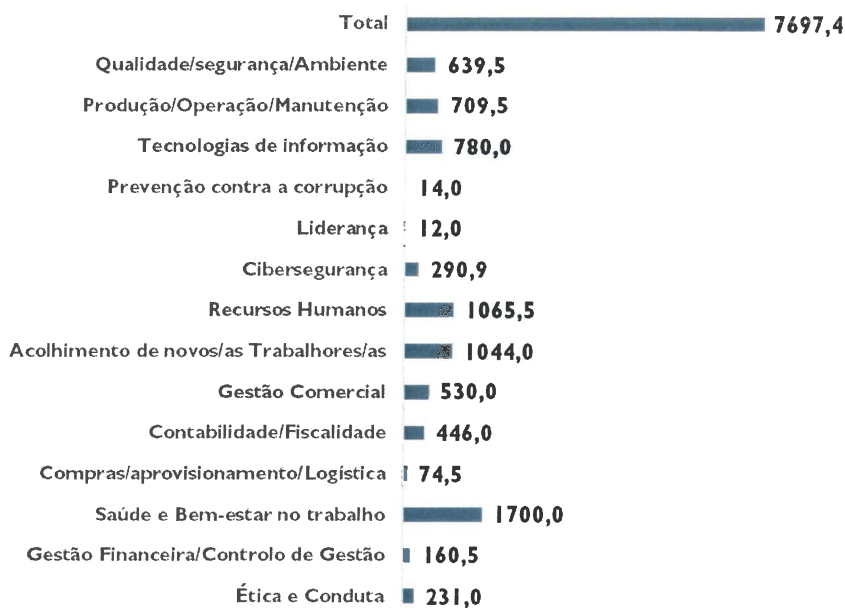 Total 7697,4
Qualidade/segurança/Ambiente 639,5
Produção/Operação/Manutenção 709,5
Tecnologias de informação 780,0
Prevenção contra a corrupção 14,0
Liderança 12,0
Cibersegurança 290,9
Recursos Humanos 1065,5
Acolhimento de novos/as Trabalhores/as 1044,0
Gestão Comercial 530,0
Contabilidade/Fiscalidade 446,0
Compras/aprovisionamento/Logística 74,5
Saúde e Bem-estar no trabalho 1700,0
Gestão Financeira/Controlo de Gestão 160,5
Ética e Conduta 231,0